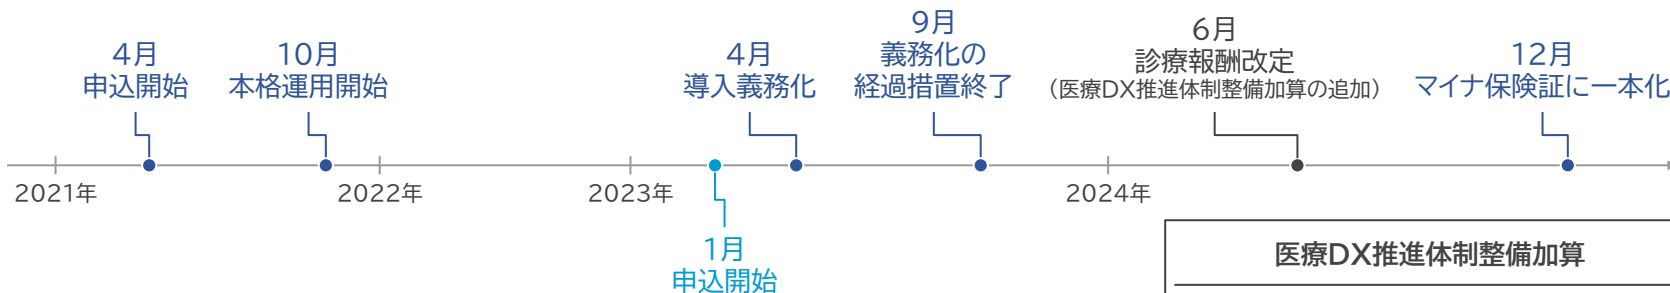 4月
申込開始
10月
本格運用開始
4月
導入義務化
9月
義務化の
経過措置終了
6月
診療報酬改定
（医療DX推進体制整備加算の追加）
12月
マイナ保険証に一本化
2021年
2022年
2023年
2024年
1月
申込開始
医療DX推進体制整備加算